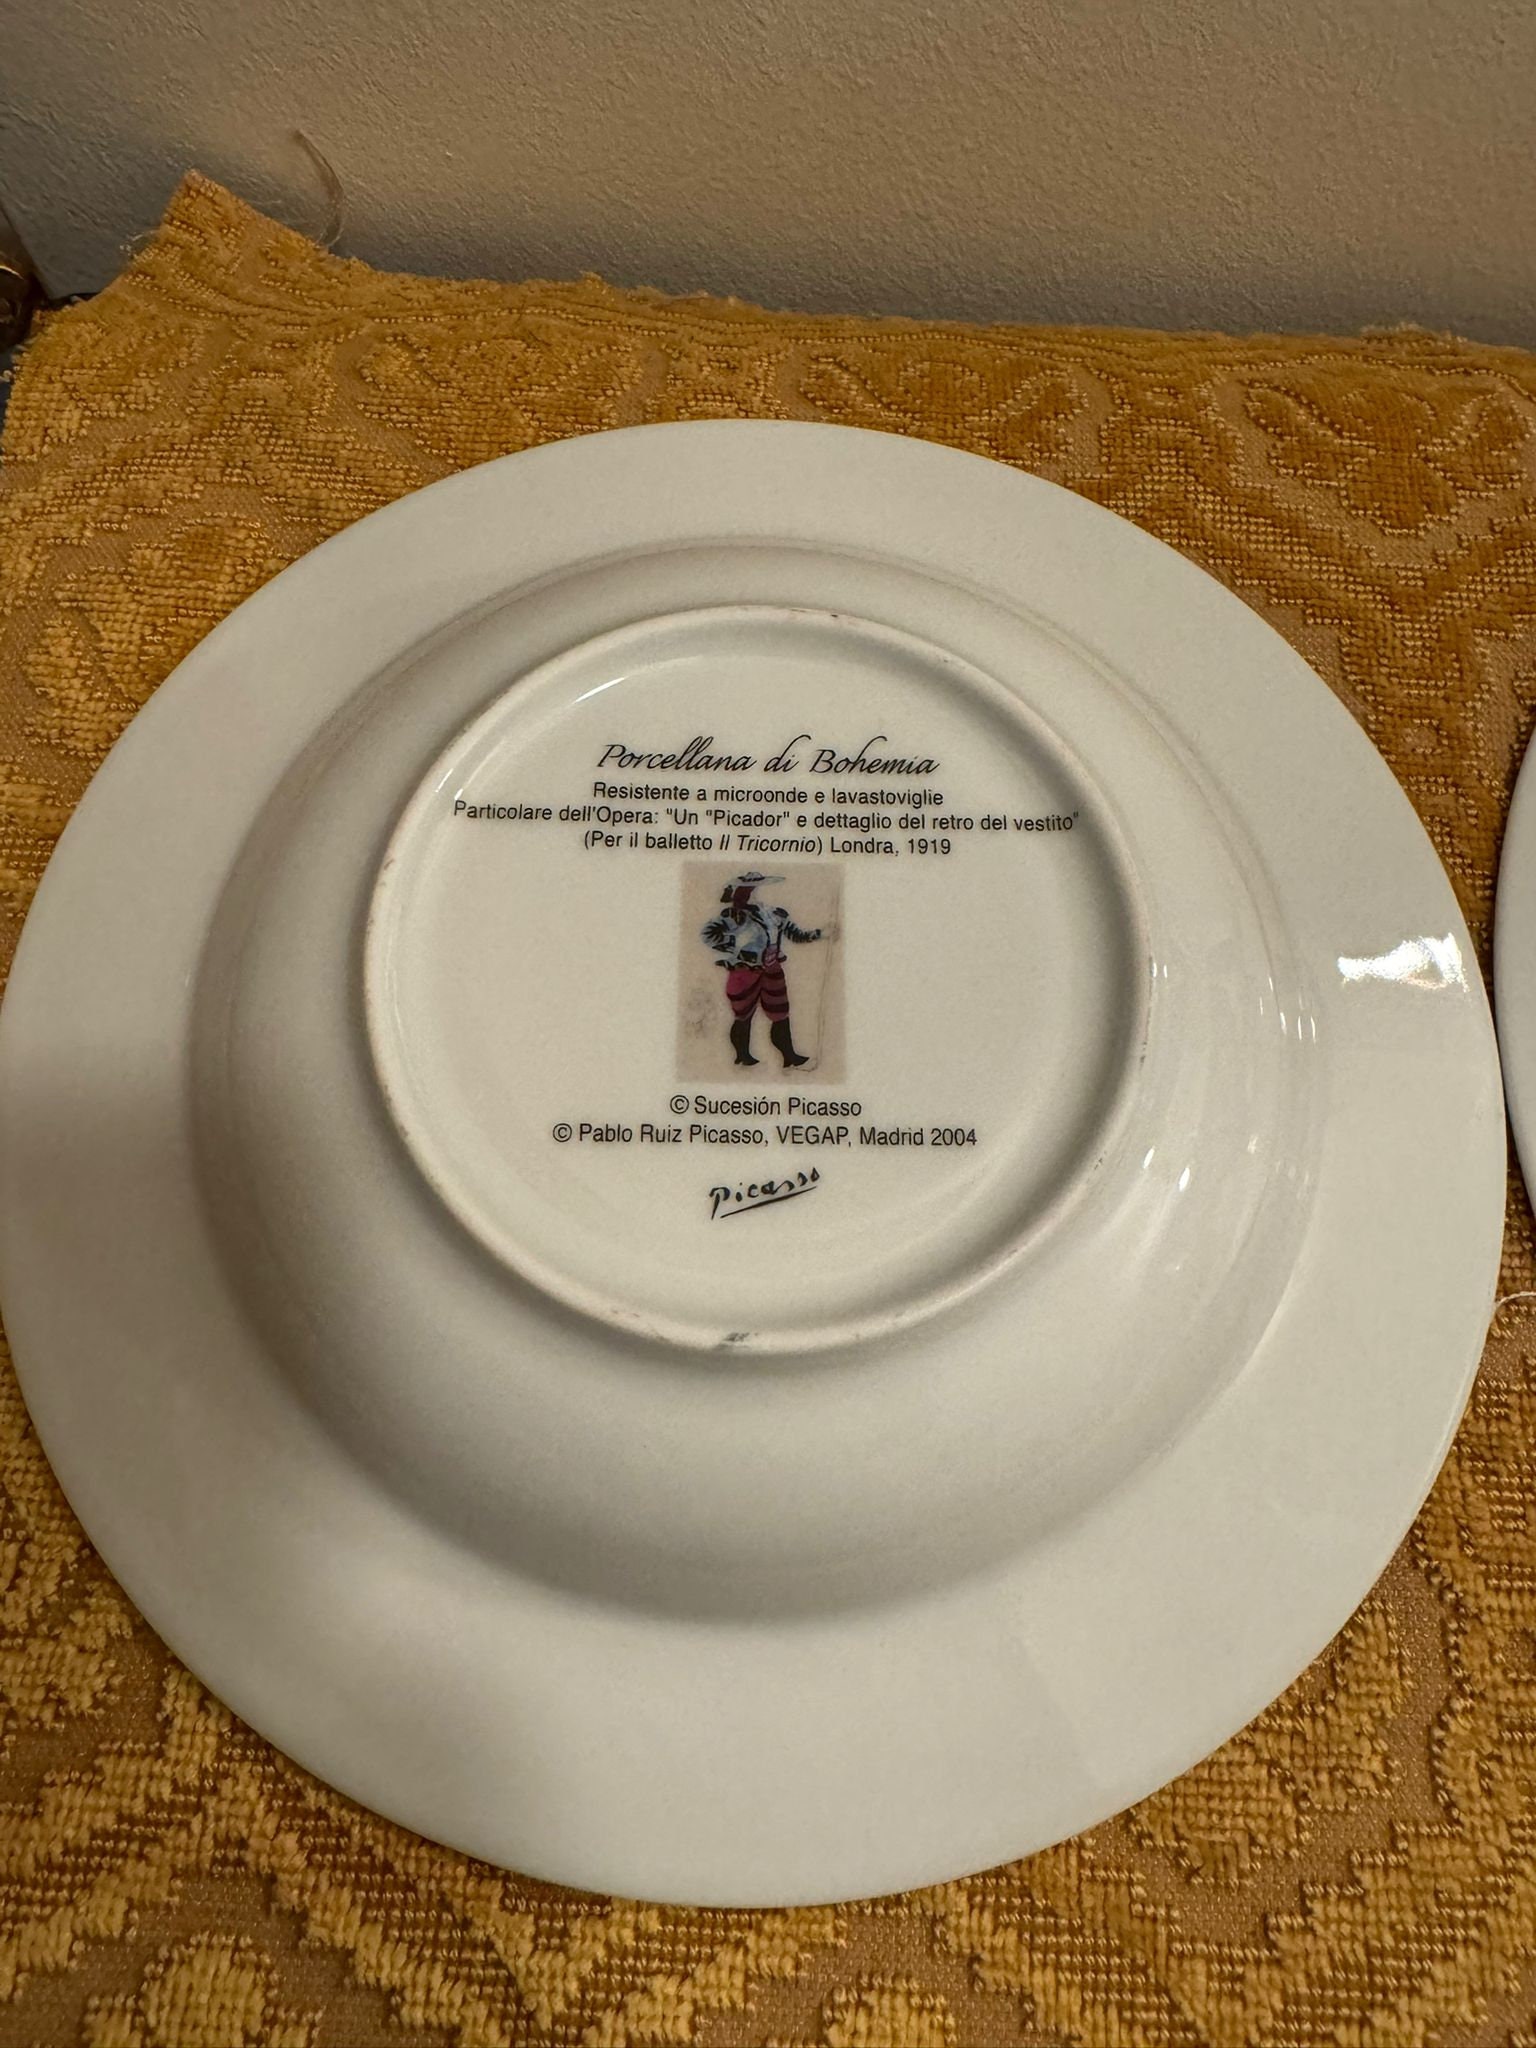 Porcellana di Bohemia
Resistente a microonde e lavastoviglie
Particolare dell'Opera: "Un "Picador" e dettaglio del retro del vestito"
(Per il balletto Il Tricornio) Londra, 1919
© Sucesión Picasso
© Pablo Ruiz Picasso, VEGAP, Madrid 2004
Picasso